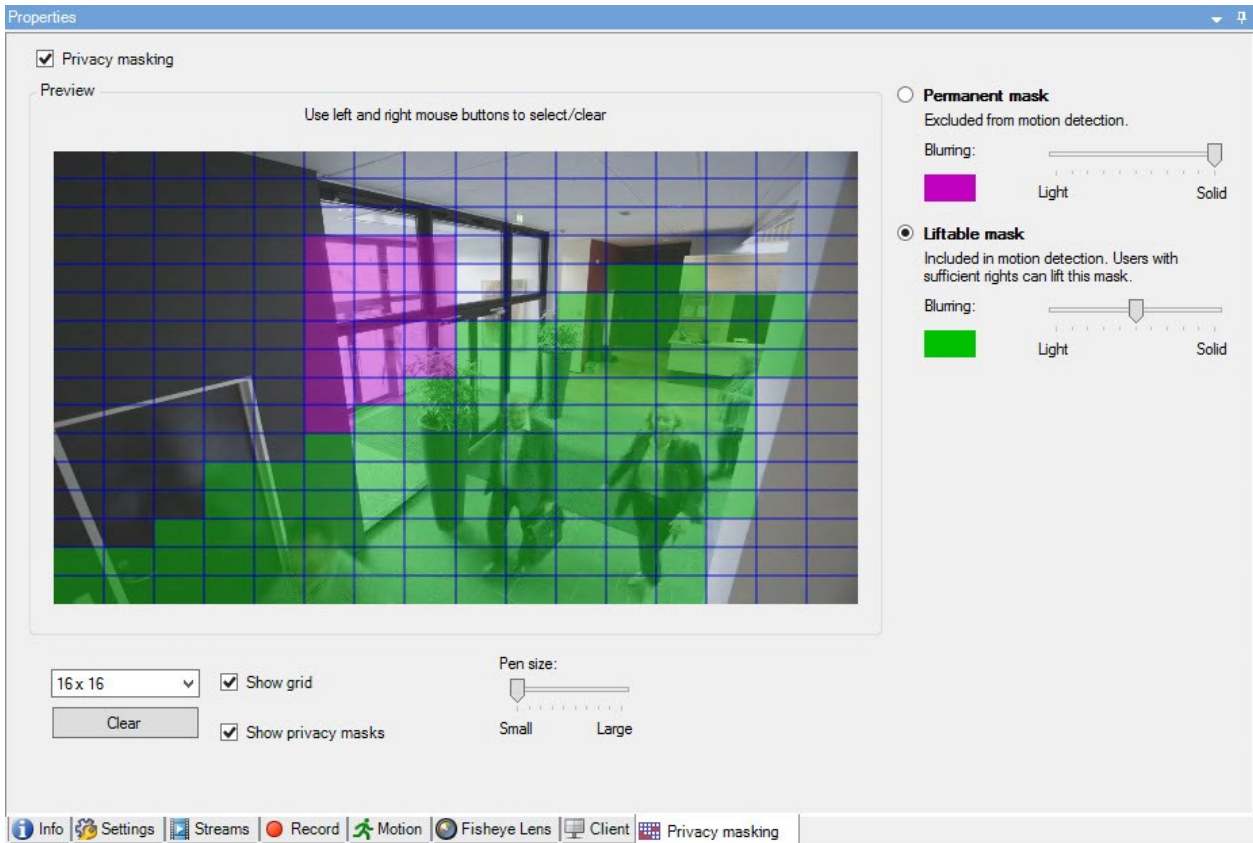 Properties
Privacy masking
Preview
Use left and right mouse buttons to select/clear
Permanent mask
Excluded from motion detection.
Blurring:
Light Solid
Liftable mask
Included in motion detection. Users with
sufficient rights can lift this mask.
Blurring:
Light Solid
16 x 16
Show grid
Pen size:
Clear
Show privacy masks
Small Large
Info Settings Streams Record Motion Fisheye Lens Client Privacy masking